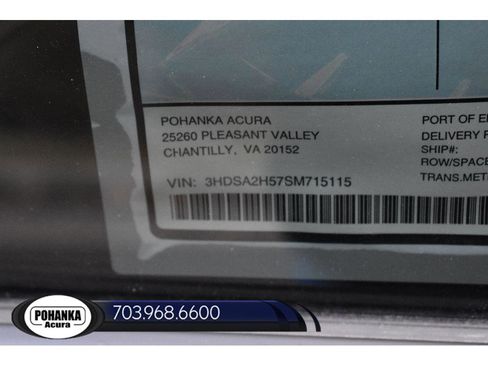 POHANKA ACURA
25260 PLEASANT VALLEY
CHANTILLY, VA 20152
VIN: 3HDSA2H57SM715115
PORT OF
DELIVERY
SHIP#:
ROW/SPACE
TRANS.
POHANKA
Acura
703.968.6600